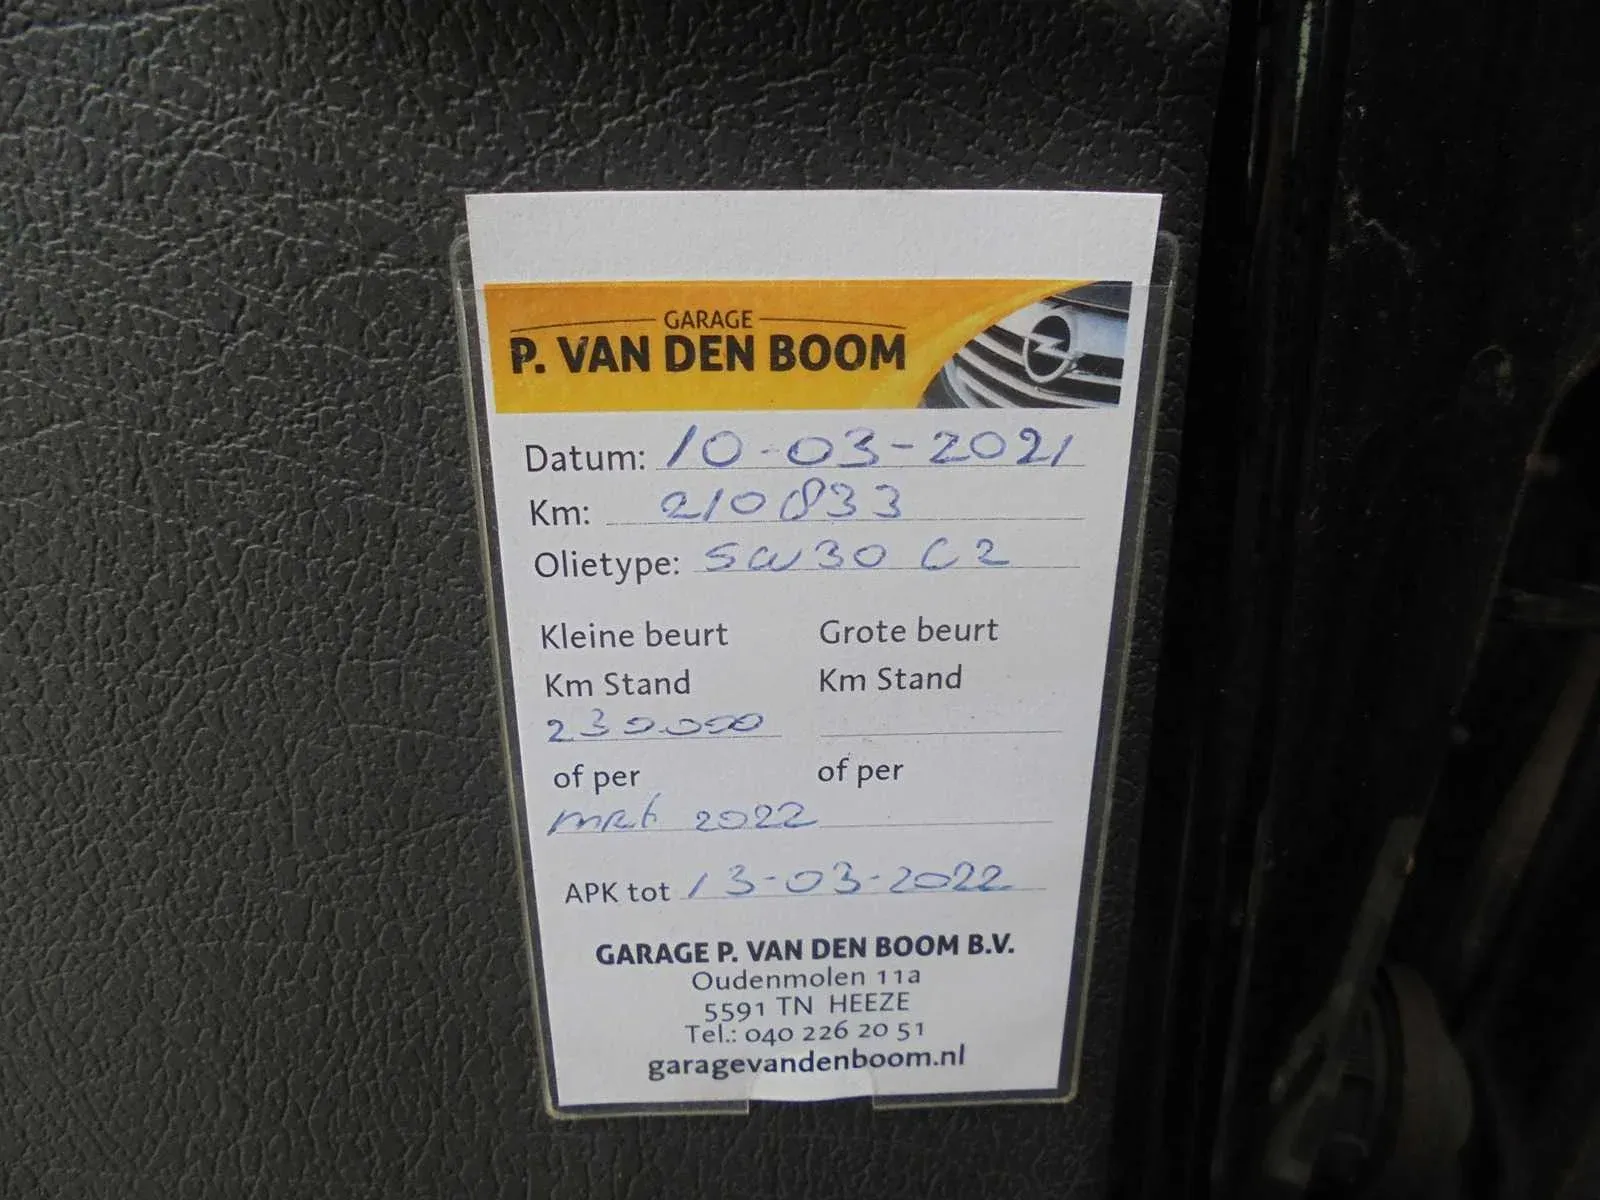 GARAGE
P. VAN DEN BOOM
Datum: 10-03-2021
Km: 210833
Olietype: 5W30 C2
Kleine beurt Grote beurt
Km Stand Km Stand
230.000
of per of per
mrt 2022
APK tot 13-03-2022
GARAGE P. VAN DEN BOOM B.V.
Oudenmolen 11a
5591 TN HEEZE
Tel.: 040 226 20 51
garagevandenboom.nl